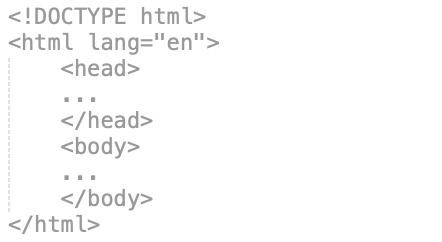 <!DOCTYPE html>
<html lang="en">
    <head>
    ...
    </head>
    <body>
    ...
    </body>
</html>